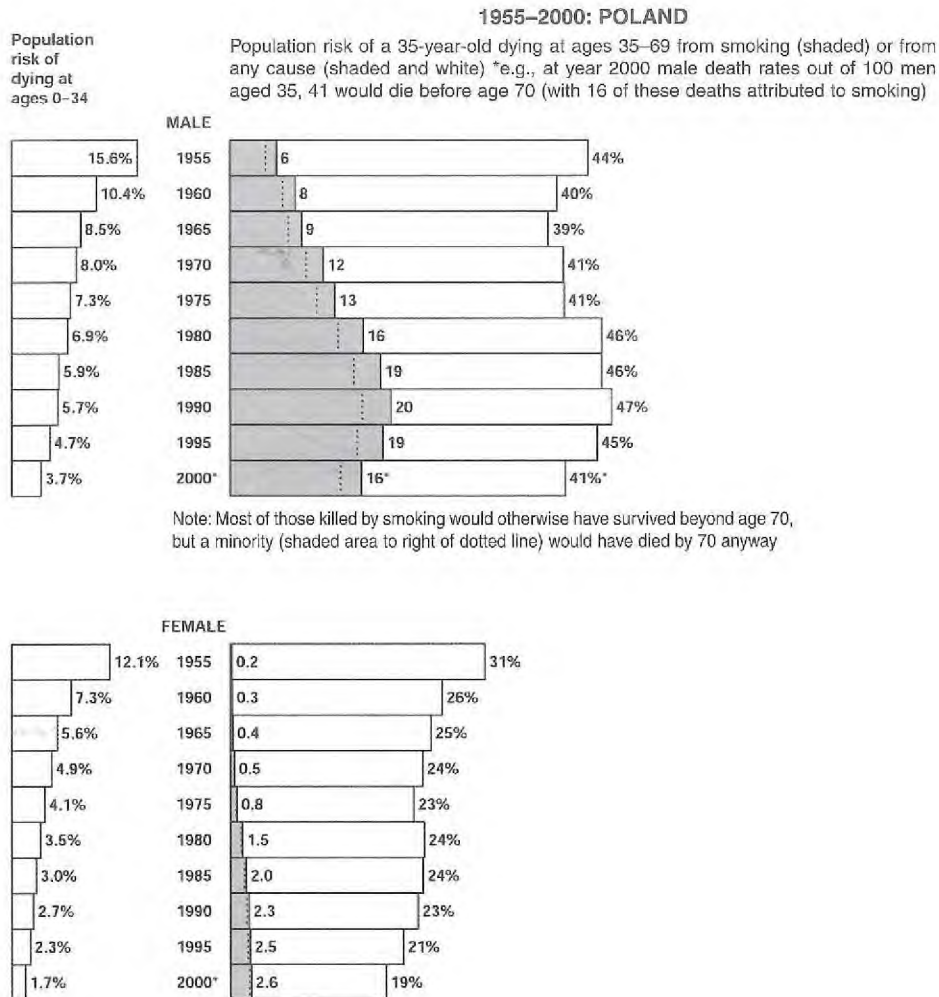 1955–2000: POLAND
Population
risk of
dying at
ages 0–34
Population risk of a 35-year-old dying at ages 35–69 from smoking (shaded) or from
any cause (shaded and white) *e.g., at year 2000 male death rates out of 100 men
aged 35, 41 would die before age 70 (with 16 of these deaths attributed to smoking)
MALE
15.6% 1955 6 44%
10.4% 1960 8 40%
8.5% 1965 9 39%
8.0% 1970 12 41%
7.3% 1975 13 41%
6.9% 1980 16 46%
5.9% 1985 19 46%
5.7% 1990 20 47%
4.7% 1995 19 45%
3.7% 2000* 16* 41%*
Note: Most of those killed by smoking would otherwise have survived beyond age 70,
but a minority (shaded area to right of dotted line) would have died by 70 anyway
FEMALE
12.1% 1955 0.2 31%
7.3% 1960 0.3 26%
5.6% 1965 0.4 25%
4.9% 1970 0.5 24%
4.1% 1975 0.8 23%
3.5% 1980 1.5 24%
3.0% 1985 2.0 24%
2.7% 1990 2.3 23%
2.3% 1995 2.5 21%
1.7% 2000* 2.6 19%